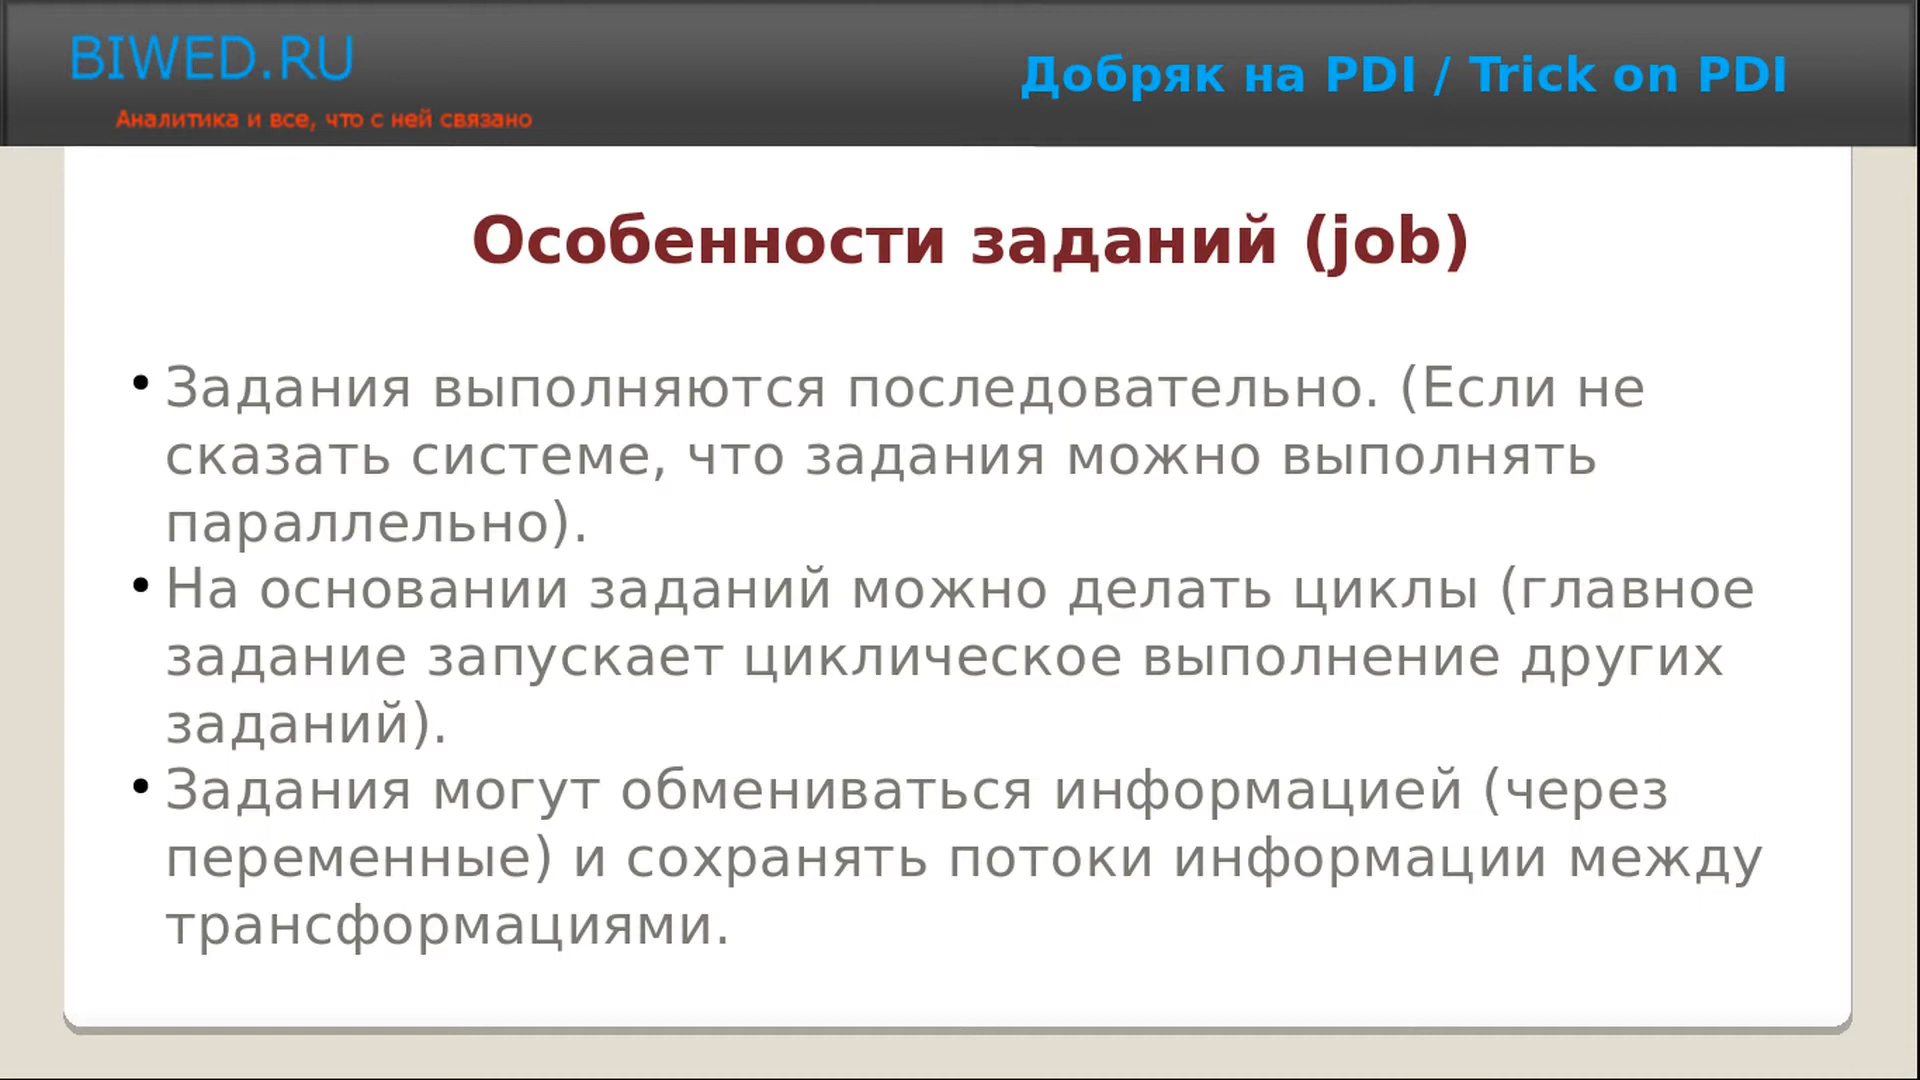 BIWED.RU
Аналитика и все, что с ней связано
Добряк на PDI / Trick on PDI
Особенности заданий (job)
• Задания выполняются последовательно. (Если не
сказать системе, что задания можно выполнять
параллельно).
• На основании заданий можно делать циклы (главное
задание запускает циклическое выполнение других
заданий).
• Задания могут обмениваться информацией (через
переменные) и сохранять потоки информации между
трансформациями.